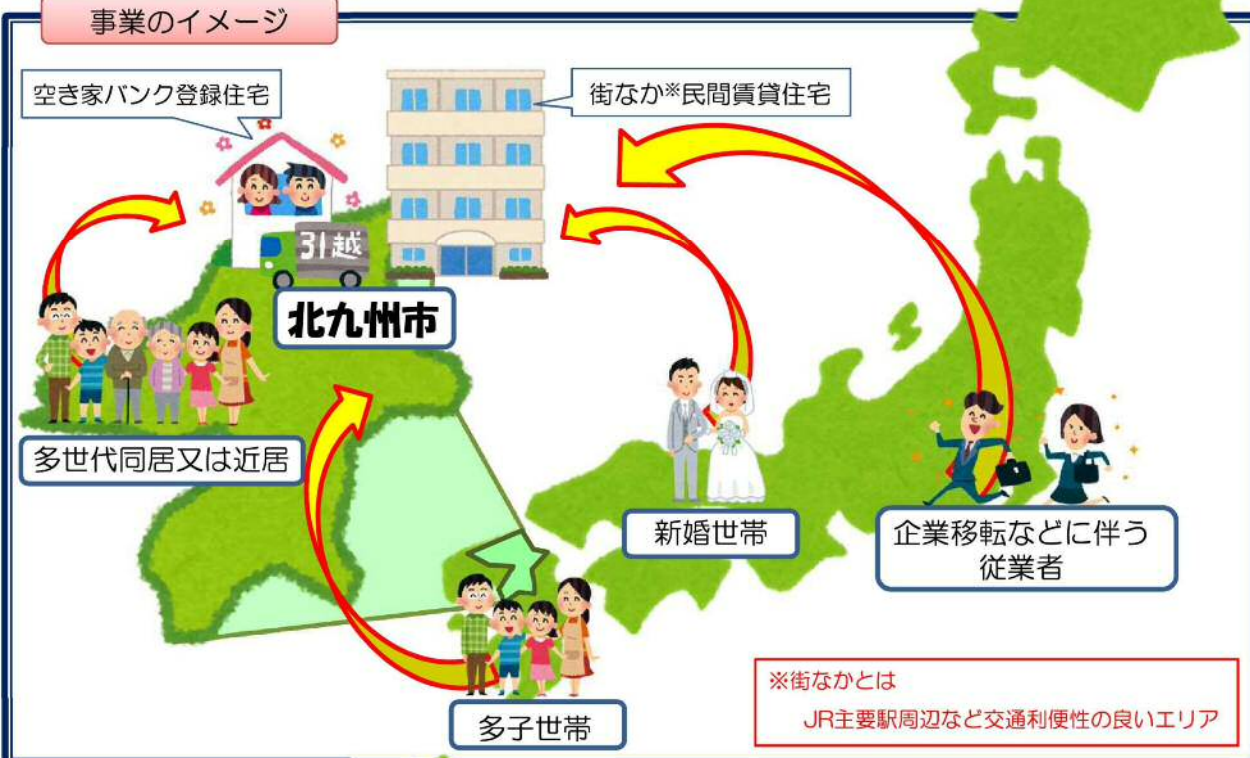 事業のイメージ
空き家バンク登録住宅
街なか※民間賃貸住宅
引越
北九州市
多世代同居又は近居
新婚世帯
企業移転などに伴う
従業者
多子世帯
※街なかとは
JR主要駅周辺など交通利便性の良いエリア